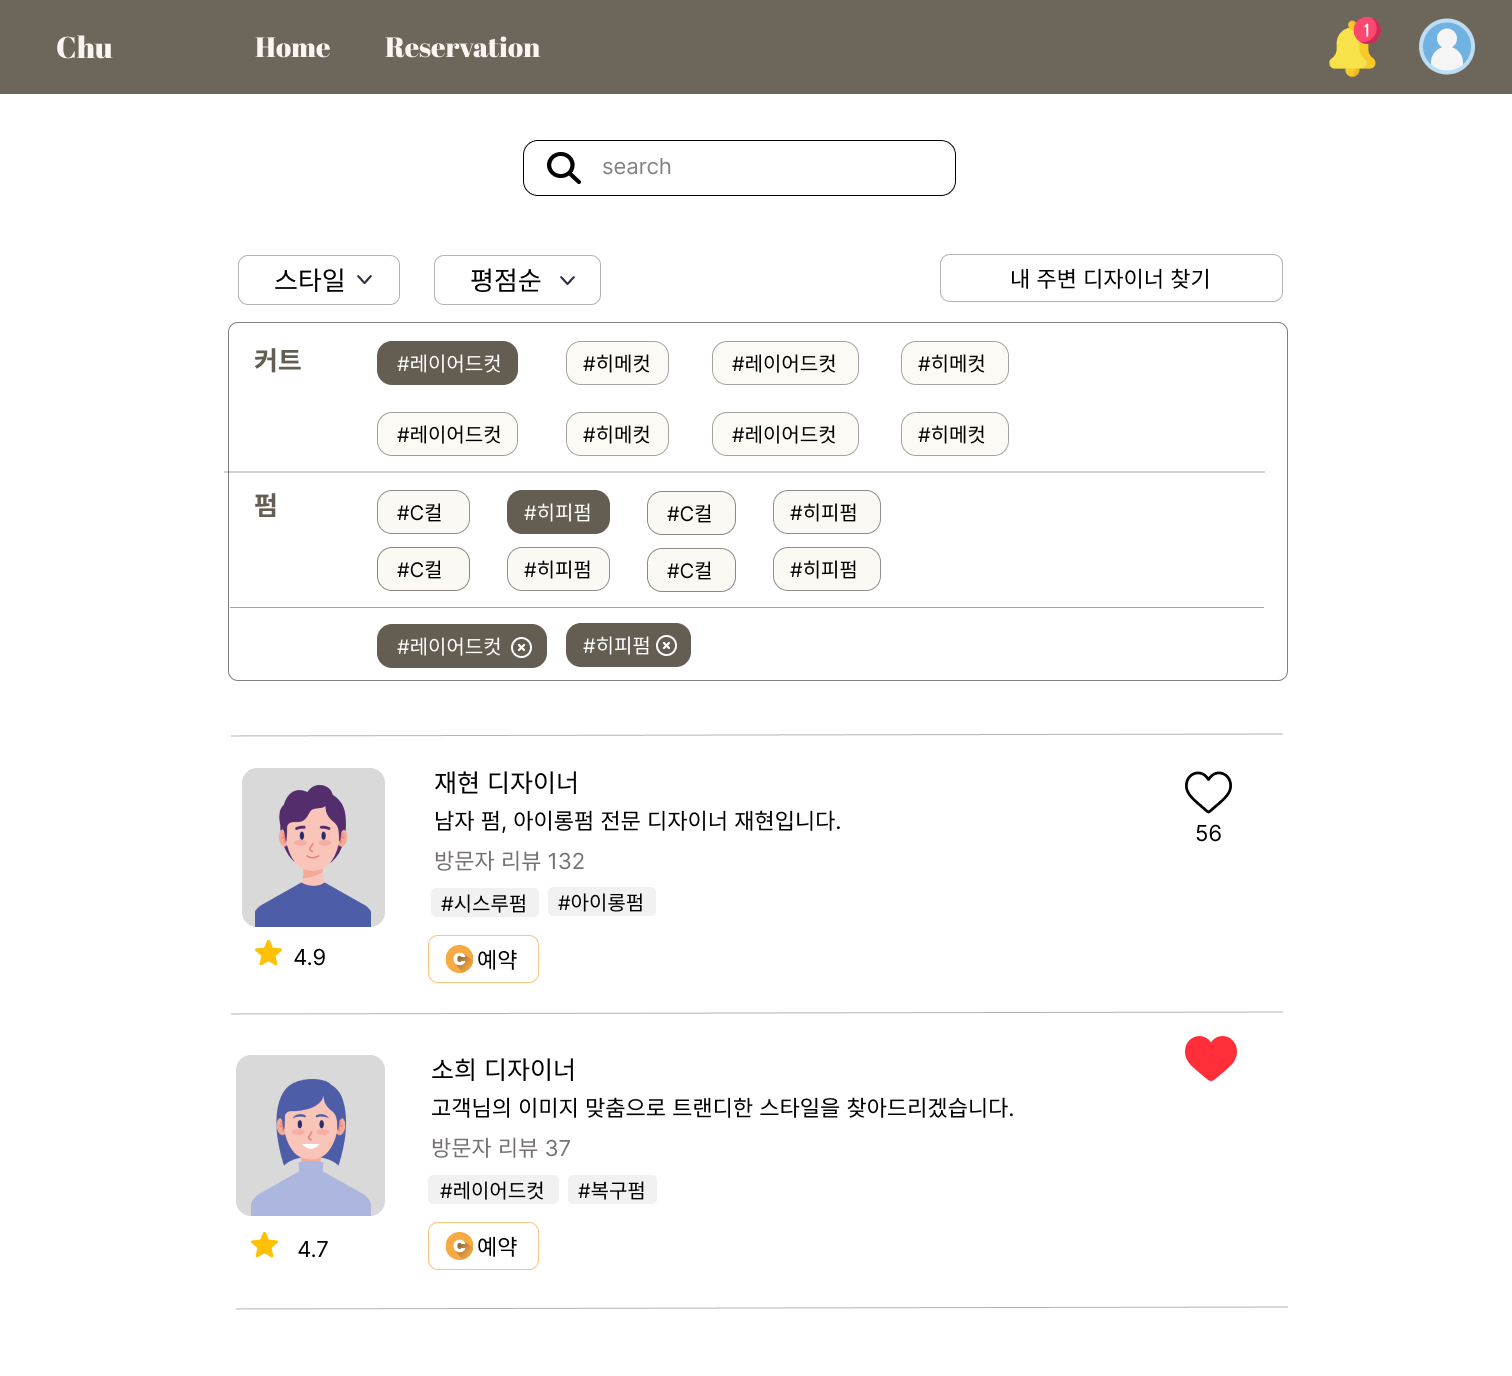 Chu Home Reservation 1
search
스타일 평점순 내 주변 디자이너 찾기
커트 #레이어드컷 #히메컷 #레이어드컷 #히메컷
#레이어드컷 #히메컷 #레이어드컷 #히메컷
펌 #C컬 #히피펌 #C컬 #히피펌
#C컬 #히피펌 #C컬 #히피펌
#레이어드컷 #히피펌
재현 디자이너
남자 펌, 아이롱펌 전문 디자이너 재현입니다.
56
방문자 리뷰 132
#시스루펌 #아이롱펌
4.9 C 예약
소희 디자이너
고객님의 이미지 맞춤으로 트랜디한 스타일을 찾아드리겠습니다.
방문자 리뷰 37
#레이어드컷 #복구펌
4.7 C 예약